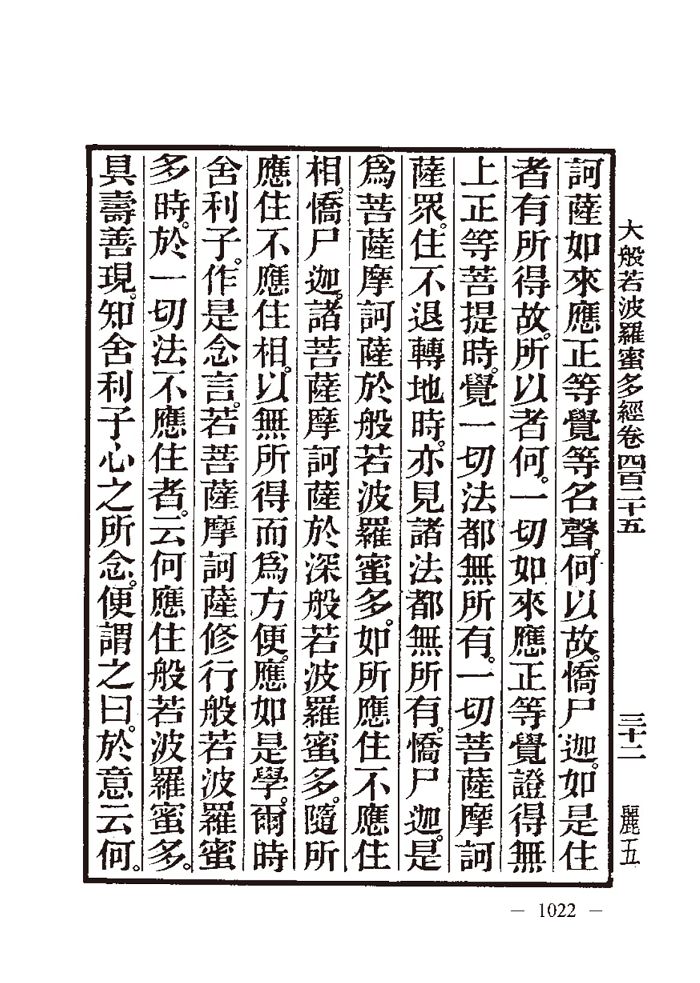 大般若波羅蜜多經卷四百二十五 三十二 麗五
訶薩如來應正等覺等名聲。何以故。憍尸迦。如是住
者有所得故。所以者何。一切如來應正等覺證得無
上正等菩提時。覺一切法都無所有。一切菩薩摩訶
薩眾。住不退轉地時。亦見諸法都無所有。憍尸迦。是
為菩薩摩訶薩於般若波羅蜜多。如所應住不應住
相。憍尸迦。諸菩薩摩訶薩於深般若波羅蜜多。隨所
應住不應住相。以無所得而為方便。應如是學。爾時
舍利子。作是念言。若菩薩摩訶薩修行般若波羅蜜
多時。於一切法不應住者。云何應住般若波羅蜜多。
具壽善現。知舍利子心之所念。便謂之曰。於意云何。
— 1022 —